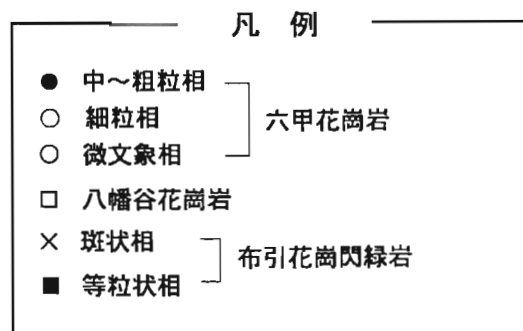 凡 例
● 中～粗粒相
○ 細粒相
○ 微文象相
六甲花崗岩
□ 八幡谷花崗岩
× 斑状相
■ 等粒状相
布引花崗閃緑岩